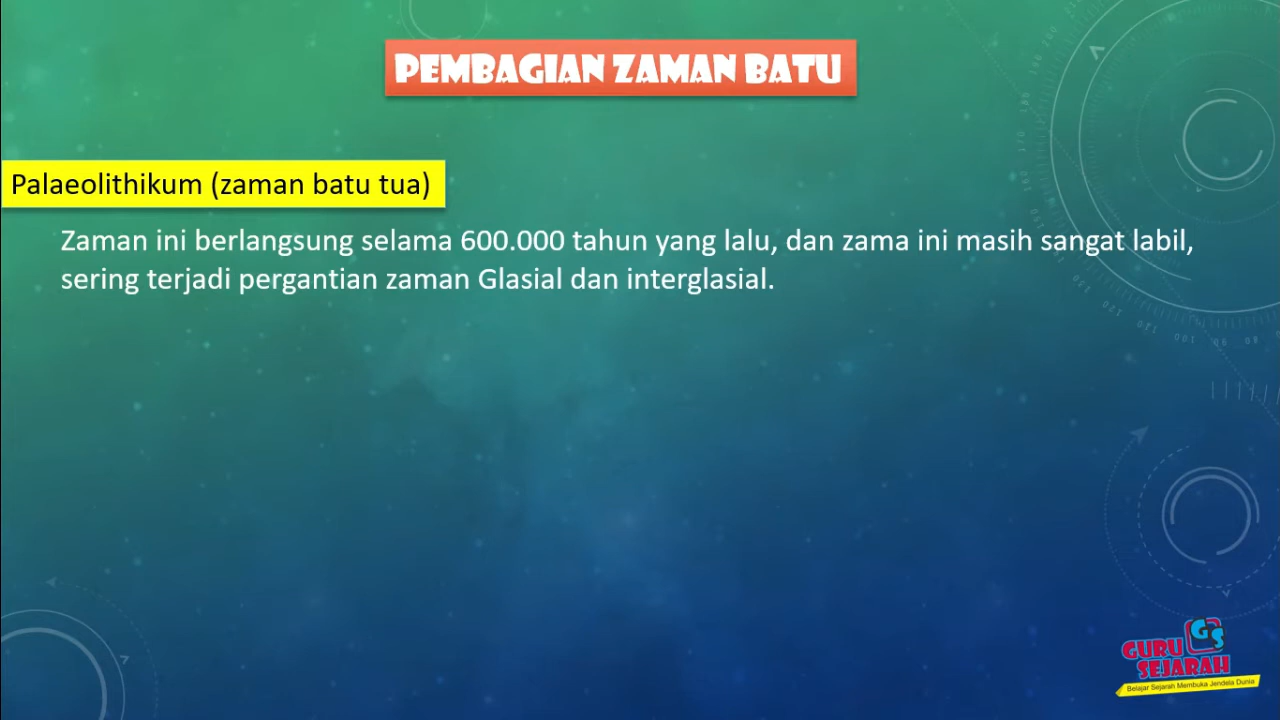 PEMBAGIAN ZAMAN BATU
Palaeolithikum (zaman batu tua)
Zaman ini berlangsung selama 600.000 tahun yang lalu, dan zama ini masih sangat labil,
sering terjadi pergantian zaman Glasial dan interglasial.
GS
GURU
SEJARAH
Belajar Sejarah Membuka Jendela Dunia